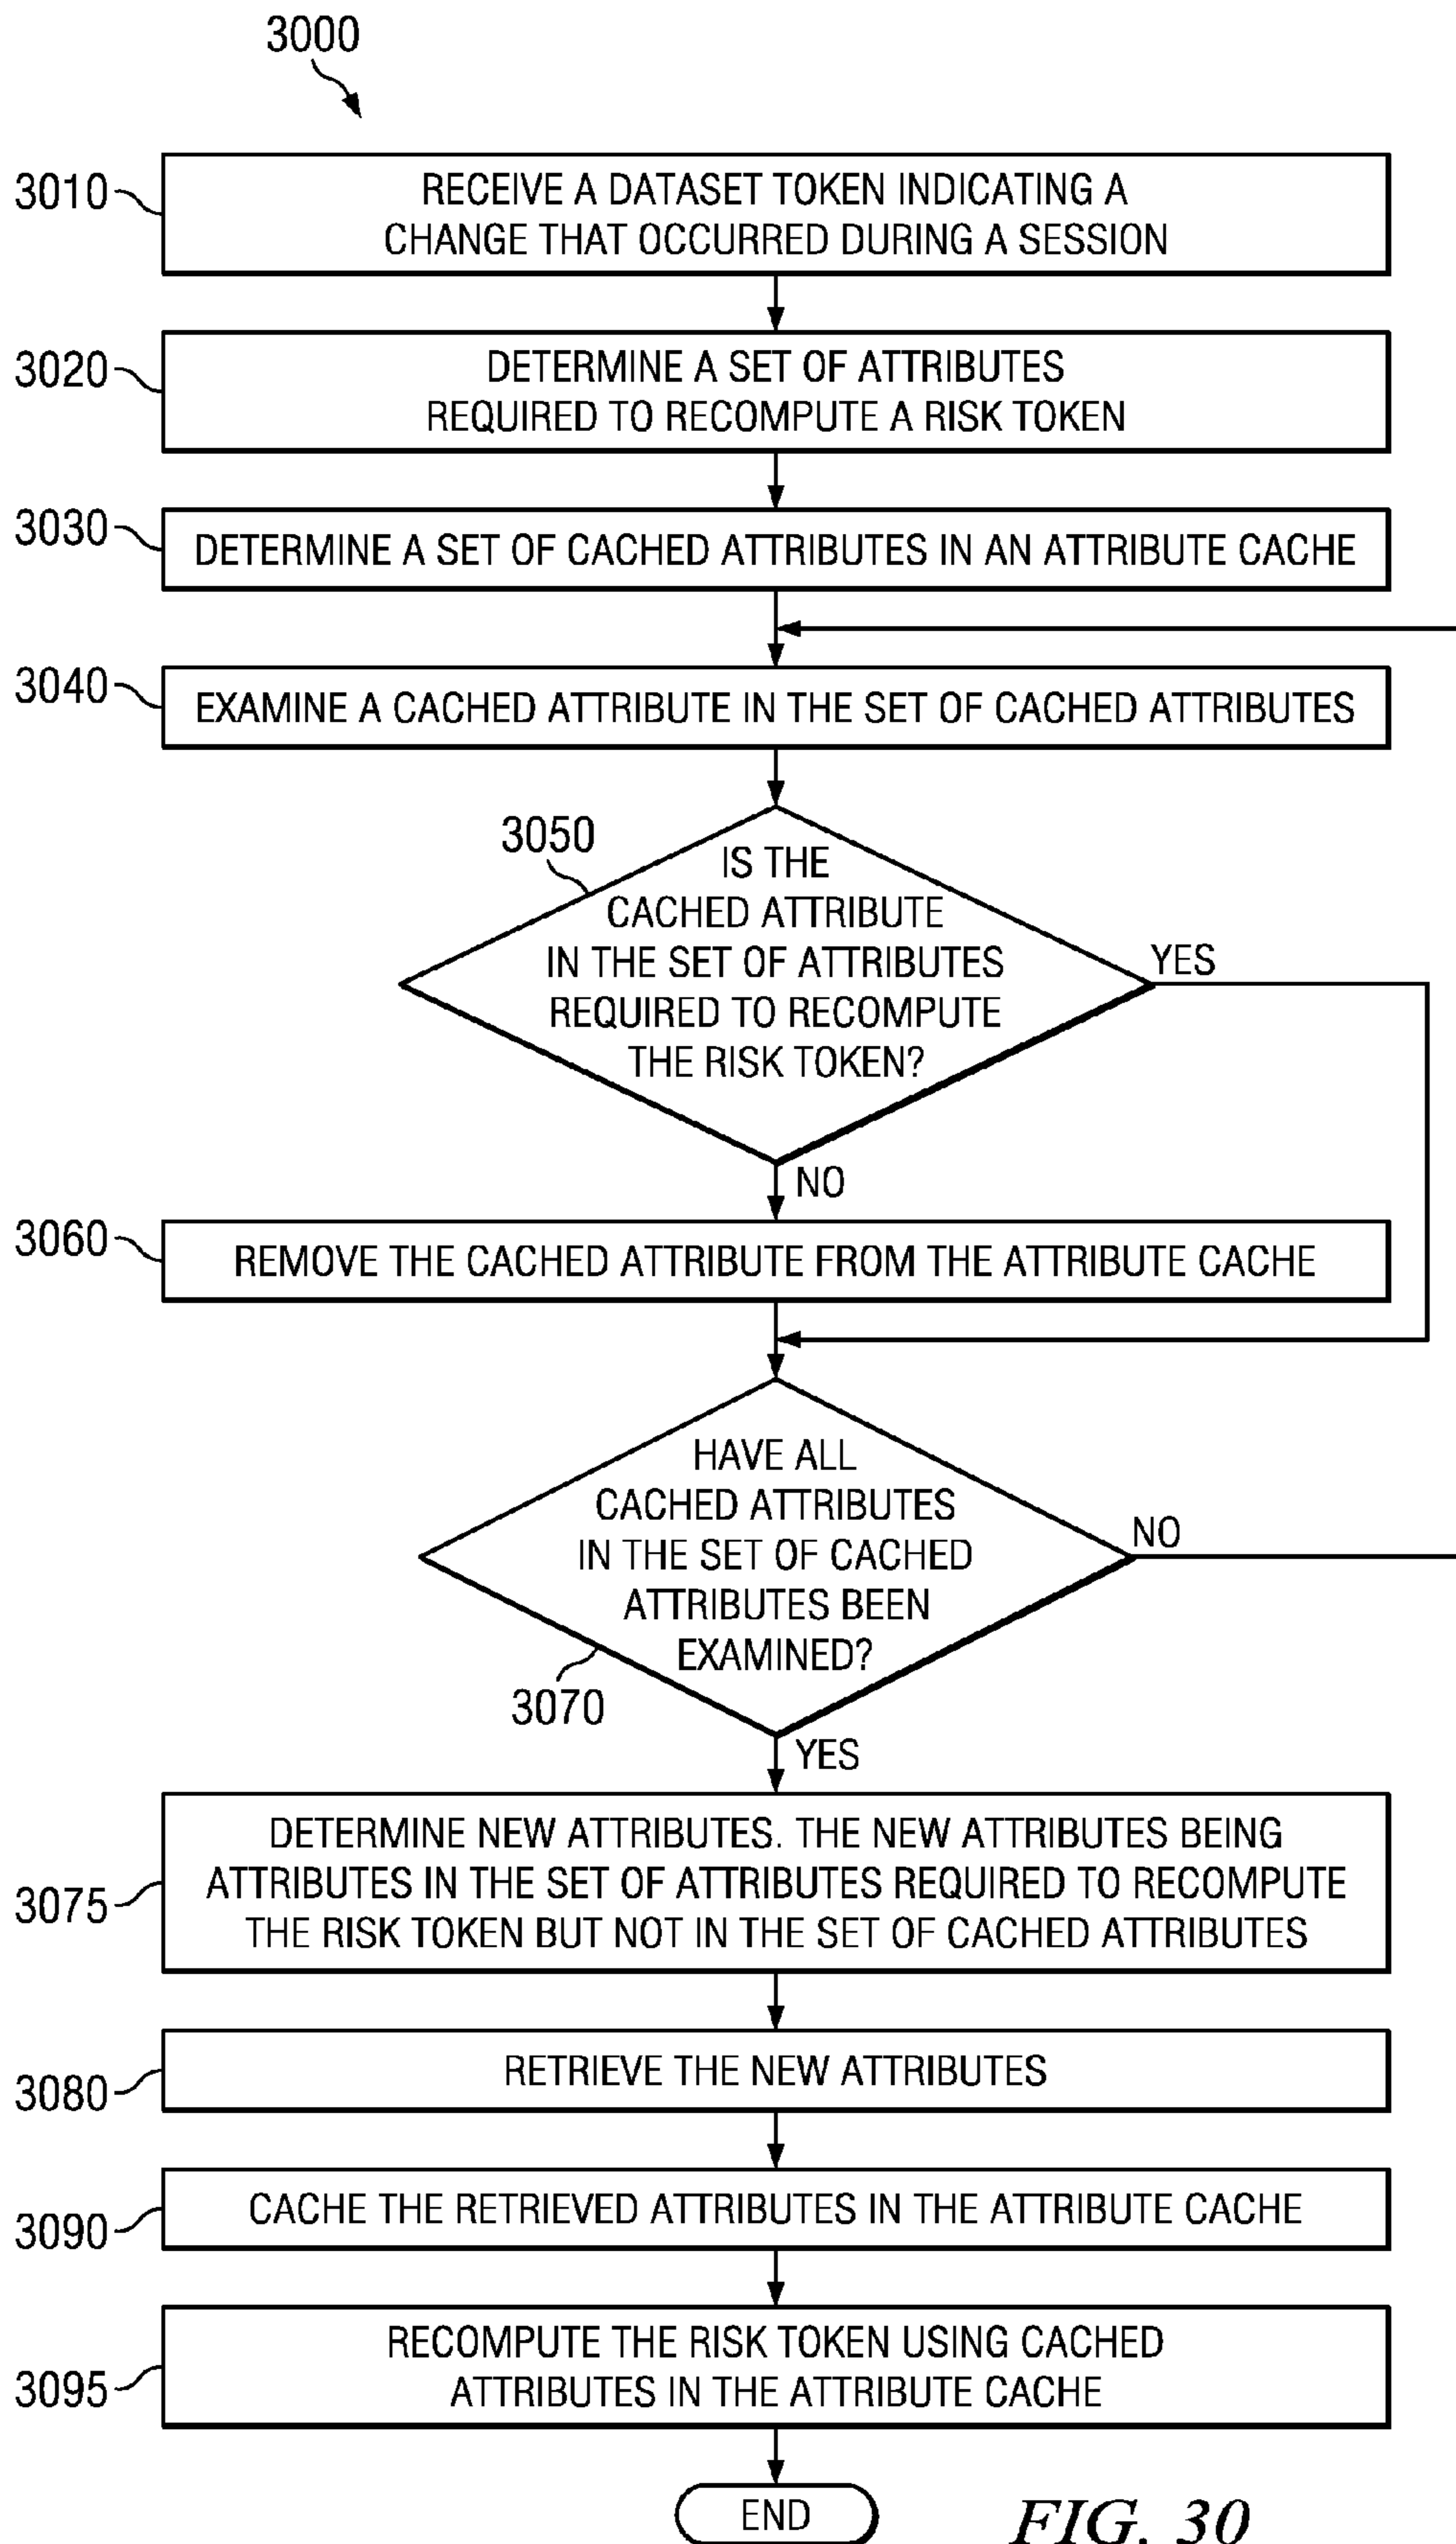 3000
3010
RECEIVE A DATASET TOKEN INDICATING A
CHANGE THAT OCCURRED DURING A SESSION
3020
DETERMINE A SET OF ATTRIBUTES
REQUIRED TO RECOMPUTE A RISK TOKEN
3030
DETERMINE A SET OF CACHED ATTRIBUTES IN AN ATTRIBUTE CACHE
3040
EXAMINE A CACHED ATTRIBUTE IN THE SET OF CACHED ATTRIBUTES
3050
IS THE
CACHED ATTRIBUTE
IN THE SET OF ATTRIBUTES
REQUIRED TO RECOMPUTE
THE RISK TOKEN?
YES
NO
3060
REMOVE THE CACHED ATTRIBUTE FROM THE ATTRIBUTE CACHE
HAVE ALL
CACHED ATTRIBUTES
IN THE SET OF CACHED
ATTRIBUTES BEEN
EXAMINED?
NO
3070
YES
3075
DETERMINE NEW ATTRIBUTES. THE NEW ATTRIBUTES BEING
ATTRIBUTES IN THE SET OF ATTRIBUTES REQUIRED TO RECOMPUTE
THE RISK TOKEN BUT NOT IN THE SET OF CACHED ATTRIBUTES
3080
RETRIEVE THE NEW ATTRIBUTES
3090
CACHE THE RETRIEVED ATTRIBUTES IN THE ATTRIBUTE CACHE
3095
RECOMPUTE THE RISK TOKEN USING CACHED
ATTRIBUTES IN THE ATTRIBUTE CACHE
END
FIG. 30